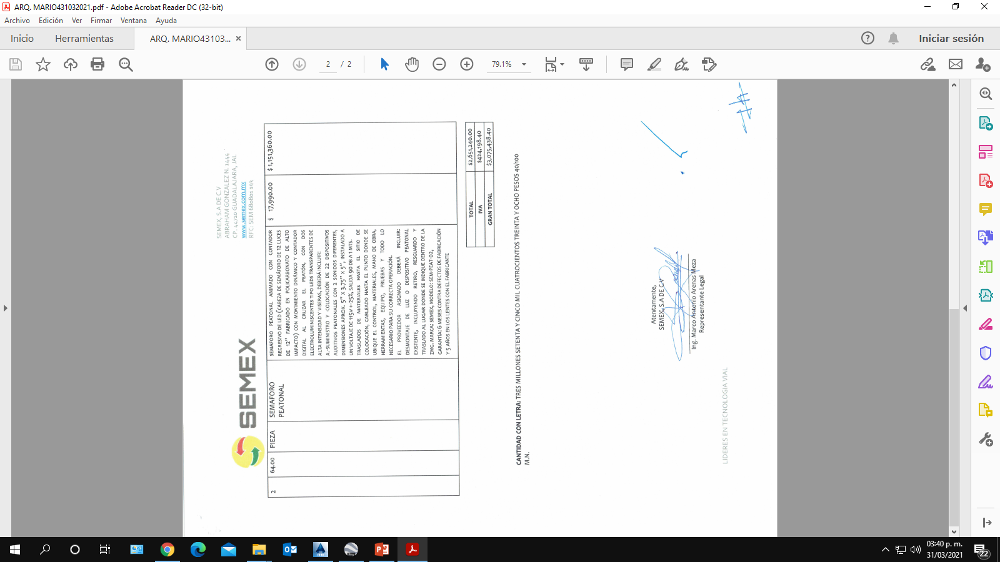 ARQ. MARIO431032021.pdf - Adobe Acrobat Reader DC (32-bit)
Archivo Edición Ver Firmar Ventana Ayuda
Inicio Herramientas ARQ. MARIO43103... × Iniciar sesión
2 / 2 79.1%
SEMEX
SEMEX, S.A DE C.V
ABRAHAM GONZALEZ N. 1444
CP. 44710 GUADALAJARA, JAL
www.semex.com.mx
RFC: SEM 680801193
2 64.00 PIEZA SEMAFORO PEATONAL
SEMÁFORO PEATONAL ANIMADO CON CONTADOR
REGRESIVO DE LED (CABEZA DE SEMÁFORO DE 12 LUCES
DE 12" FABRICADO EN POLICARBONATO DE ALTO
IMPACTO) CON MOVIMIENTO DINÁMICO Y CONTADOR
DIGITAL AL CRUZAR EL PEATÓN, CON DOS
ELECTROLUMINISCENTES TIPO LEDS TRANSPARENTES DE
ALTA INTENSIDAD Y VISERAS, DEBERÁ INCLUIR:
A.-SUMINISTRO Y COLOCACIÓN DE 22 DISPOSITIVOS
AUDITIVOS PEATONALES CON 2 SONIDOS DIFERENTES,
DIMENSIONES APROX. 5" X 3.75" X 5", INSTALADO A
UN VOLTAJE DE 115V +-25%, SALIDA 90 DB A 1 MTS.
TRASLADOS DE MATERIALES HASTA EL SITIO DE
COLOCACIÓN, CABLEADO HASTA EL PUNTO DONDE SE
UBIQUE EL CONTROL, MATERIALES, MANO DE OBRA,
HERRAMIENTAS, EQUIPO, PRUEBAS Y TODO LO
NECESARIO PARA SU CORRECTA OPERACIÓN.
EL PROVEEDOR ASIGNADO DEBERÁ INCLUIR:
DESMONTAJE DE LUZ O DISPOSITIVO PEATONAL
EXISTENTE, INCLUYENDO RETIRO, RESGUARDO Y
TRASLADO AL LUGAR DONDE SE INDIQUE DENTRO DE LA
ZMG. MARCA: SEMEX, MODELO: SEM-PEAT-02,
GARANTÍA: 6 MESES CONTRA DEFECTOS DE FABRICACIÓN
Y 5 AÑOS EN LOS LENTES CON EL FABRICANTE
$ 17,990.00 $ 1,151,360.00
TOTAL $2,651,240.00
IVA $424,198.40
GRAN TOTAL $3,075,438.40
CANTIDAD CON LETRA: TRES MILLONES SETENTA Y CINCO MIL CUATROCIENTOS TREINTA Y OCHO PESOS 40/100
M.N.
Atentamente,
SEMEX, S.A DE C.V
Ing. Marco Antonio Arenas Meza
Representante Legal
LIDERES EN TECNOLOGIA VIAL
03:40 p. m.
31/03/2021
22